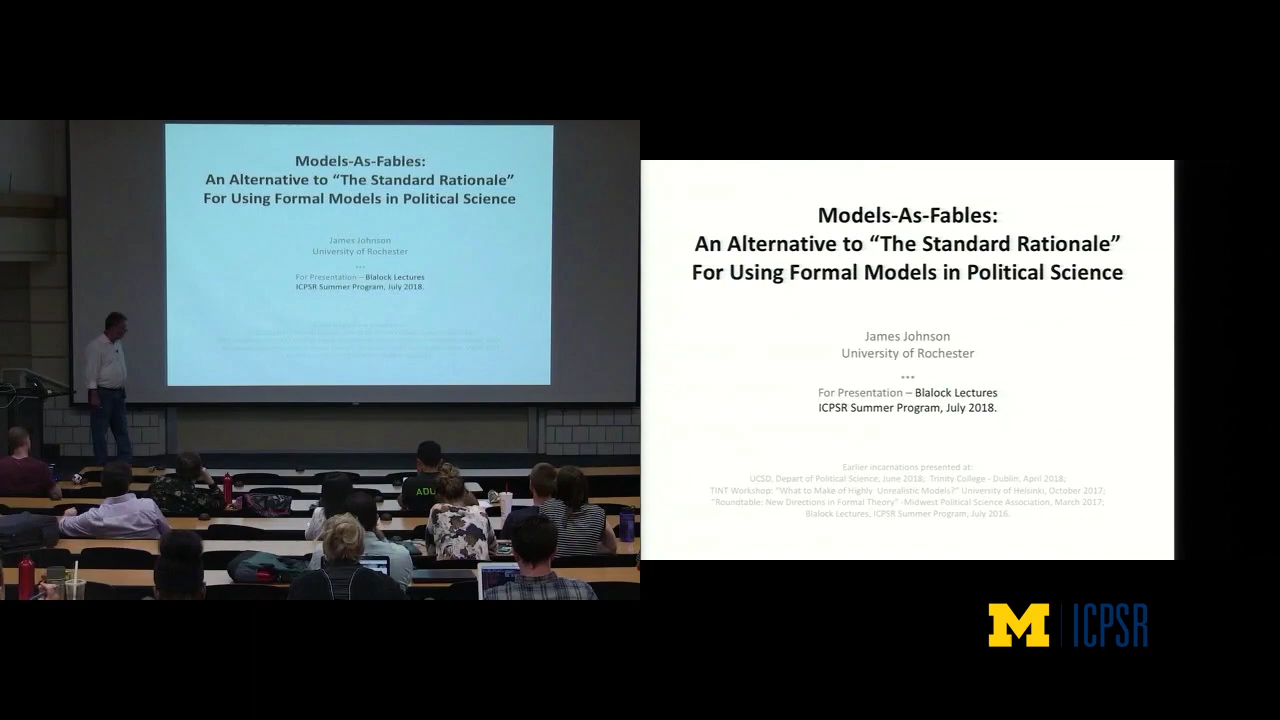 Models-As-Fables:
An Alternative to “The Standard Rationale”
For Using Formal Models in Political Science
James Johnson
University of Rochester
...
For Presentation – Blalock Lectures
ICPSR Summer Program, July 2018.
ADU
Models-As-Fables:
An Alternative to “The Standard Rationale”
For Using Formal Models in Political Science
James Johnson
University of Rochester
•••
For Presentation – Blalock Lectures
ICPSR Summer Program, July 2018.
Earlier incarnations presented at:
UCSD, Depart of Political Science, June 2018; Trinity College - Dublin, April 2018;
TINT Workshop: "What to Make of Highly Unrealistic Models?" University of Helsinki, October 2017;
"Roundtable: New Directions in Formal Theory" -Midwest Political Science Association, March 2017;
Blalock Lectures, ICPSR Summer Program, July 2016.
M ICPSR